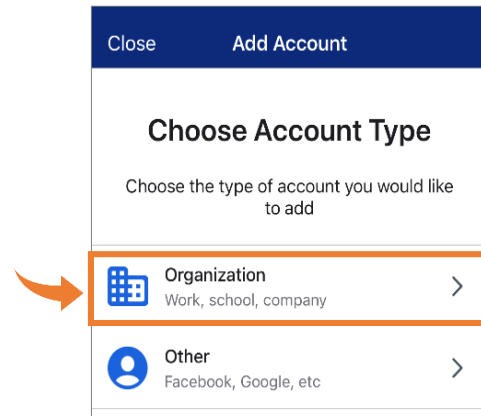 Close Add Account
Choose Account Type
Choose the type of account you would like
to add
Organization
Work, school, company
Other
Facebook, Google, etc